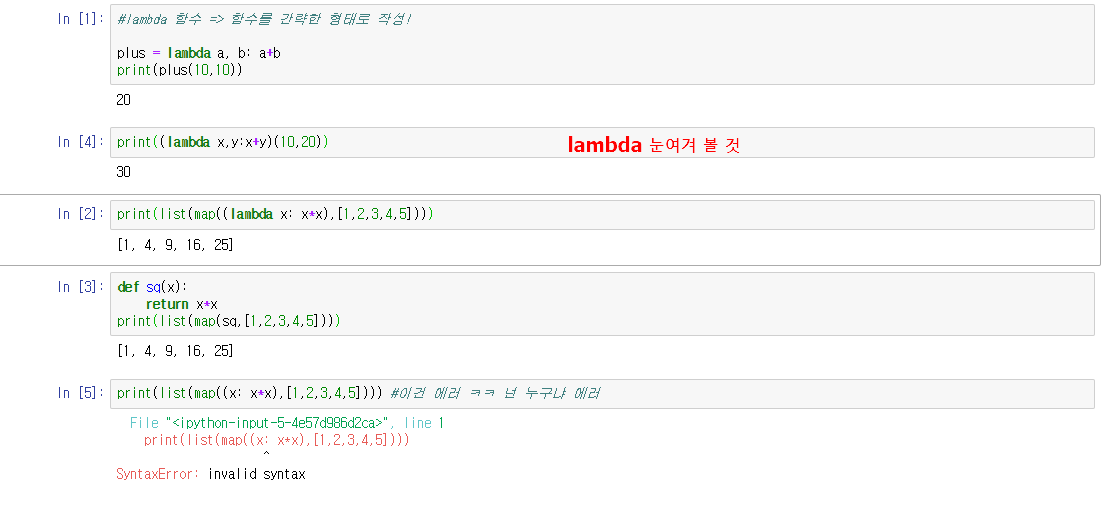 In [1]: #lambda 함수 => 함수를 간략한 형태로 작성!
plus = lambda a, b: a+b
print(plus(10,10))
20
In [4]: print((lambda x,y:x+y)(10,20)) lambda 눈여겨 볼 것
30
In [2]: print(list(map((lambda x: x*x),[1,2,3,4,5])))
[1, 4, 9, 16, 25]
In [3]: def sq(x):
return x*x
print(list(map(sq,[1,2,3,4,5])))
[1, 4, 9, 16, 25]
In [5]: print(list(map((x: x*x),[1,2,3,4,5]))) #이건 에러 ㅋㅋ 넌 누구냐 에러
File "<ipython-input-5-4e57d986d2ca>", line 1
print(list(map((x: x*x),[1,2,3,4,5])))
^
SyntaxError: invalid syntax